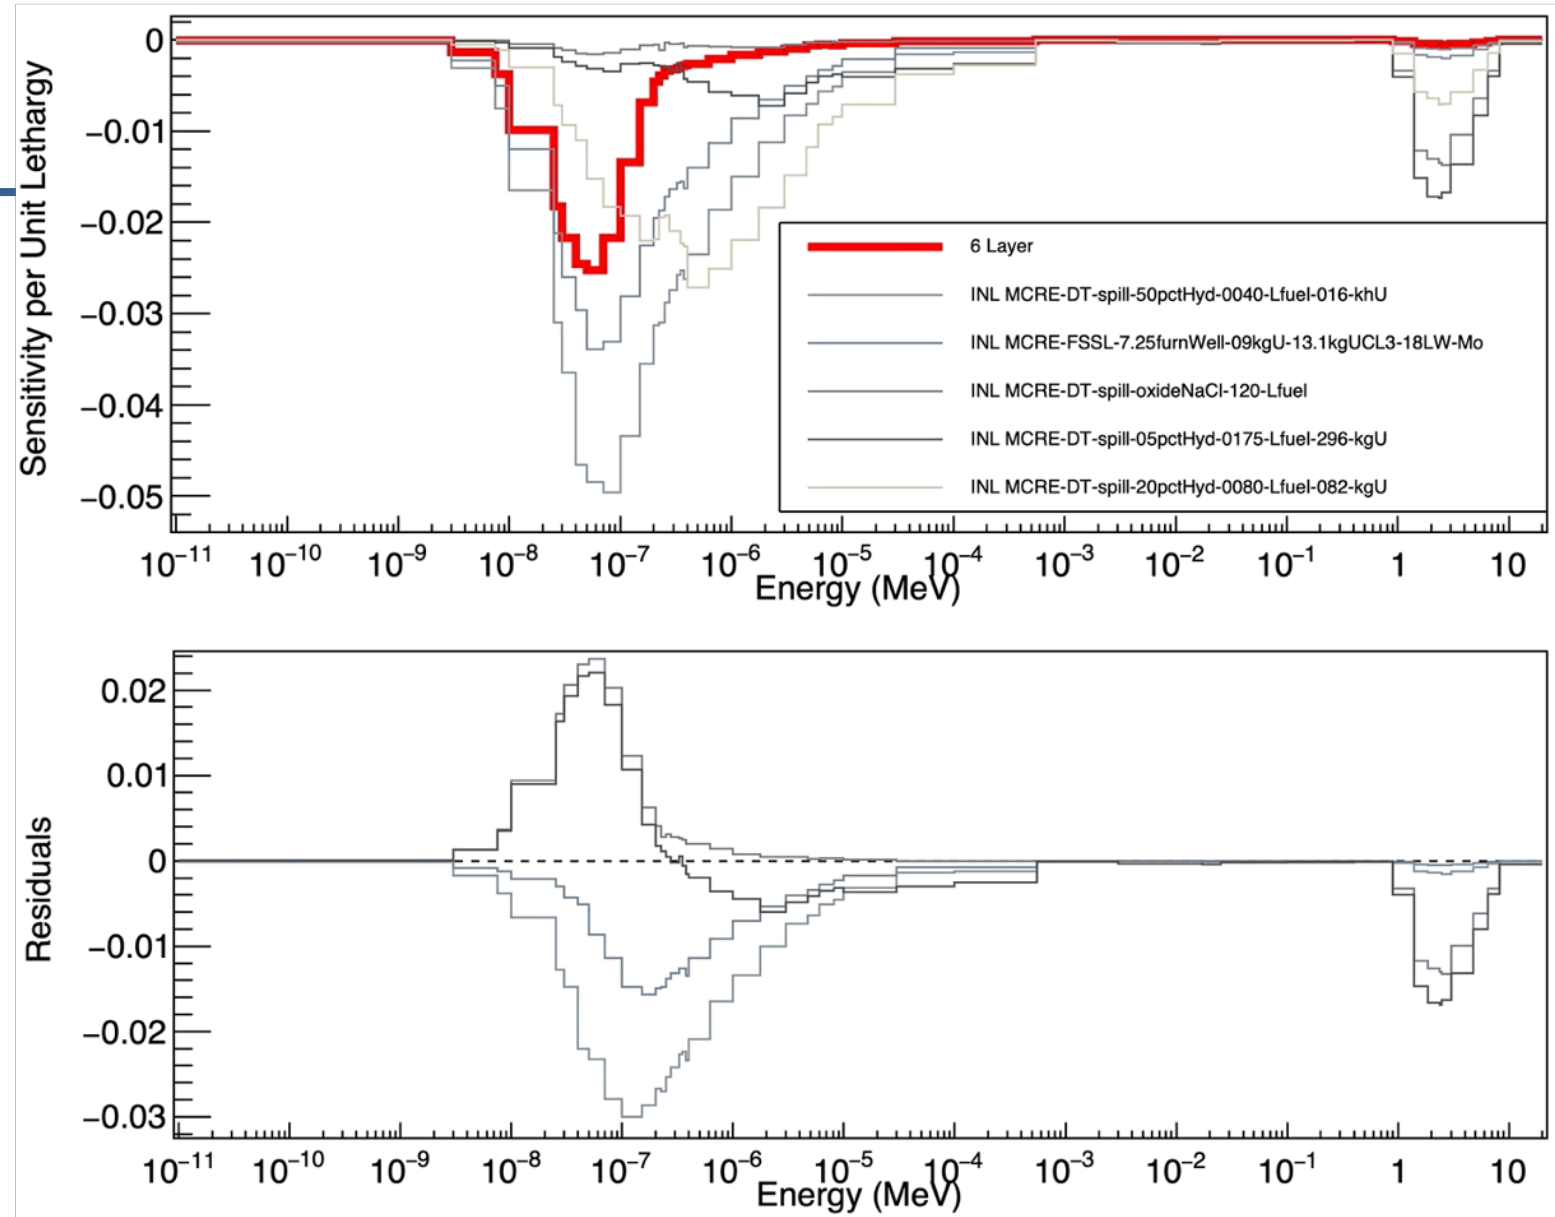 Sensitivity per Unit Lethargy
0
−0.01
−0.02
−0.03
−0.04
−0.05
6 Layer
INL MCRE-DT-spill-50pctHyd-0040-Lfuel-016-khU
INL MCRE-FSSL-7.25furnWell-09kgU-13.1kgUCL3-18LW-Mo
INL MCRE-DT-spill-oxideNaCl-120-Lfuel
INL MCRE-DT-spill-05pctHyd-0175-Lfuel-296-kgU
INL MCRE-DT-spill-20pctHyd-0080-Lfuel-082-kgU
10⁻¹¹ 10⁻¹⁰ 10⁻⁹ 10⁻⁸ 10⁻⁷ 10⁻⁶ 10⁻⁵ 10⁻⁴ 10⁻³ 10⁻² 10⁻¹ 1 10
Energy (MeV)
Residuals
0.02
0.01
0
−0.01
−0.02
−0.03
10⁻¹¹ 10⁻¹⁰ 10⁻⁹ 10⁻⁸ 10⁻⁷ 10⁻⁶ 10⁻⁵ 10⁻⁴ 10⁻³ 10⁻² 10⁻¹ 1 10
Energy (MeV)